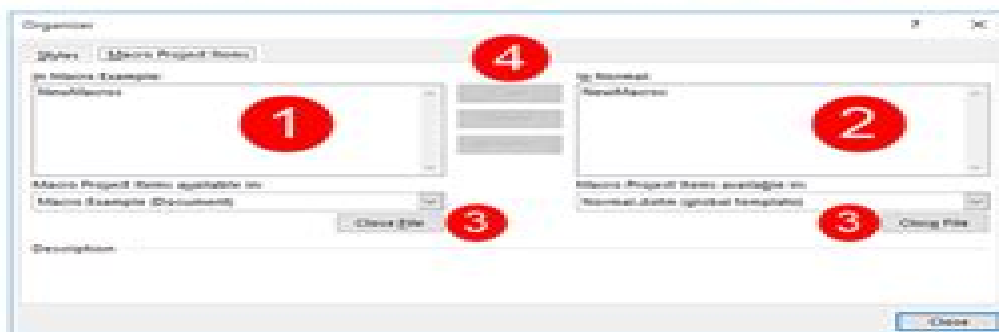 Organizer ?
Styles Macro Project Items
4
In Macro Example: In Normal:
NewMacros NewMacros
1 2
Macro Project Items available in: Macro Project Items available in:
Macro Example (Document) Normal.dotm (global template)
Close File 3 3 Close File
Description
Close